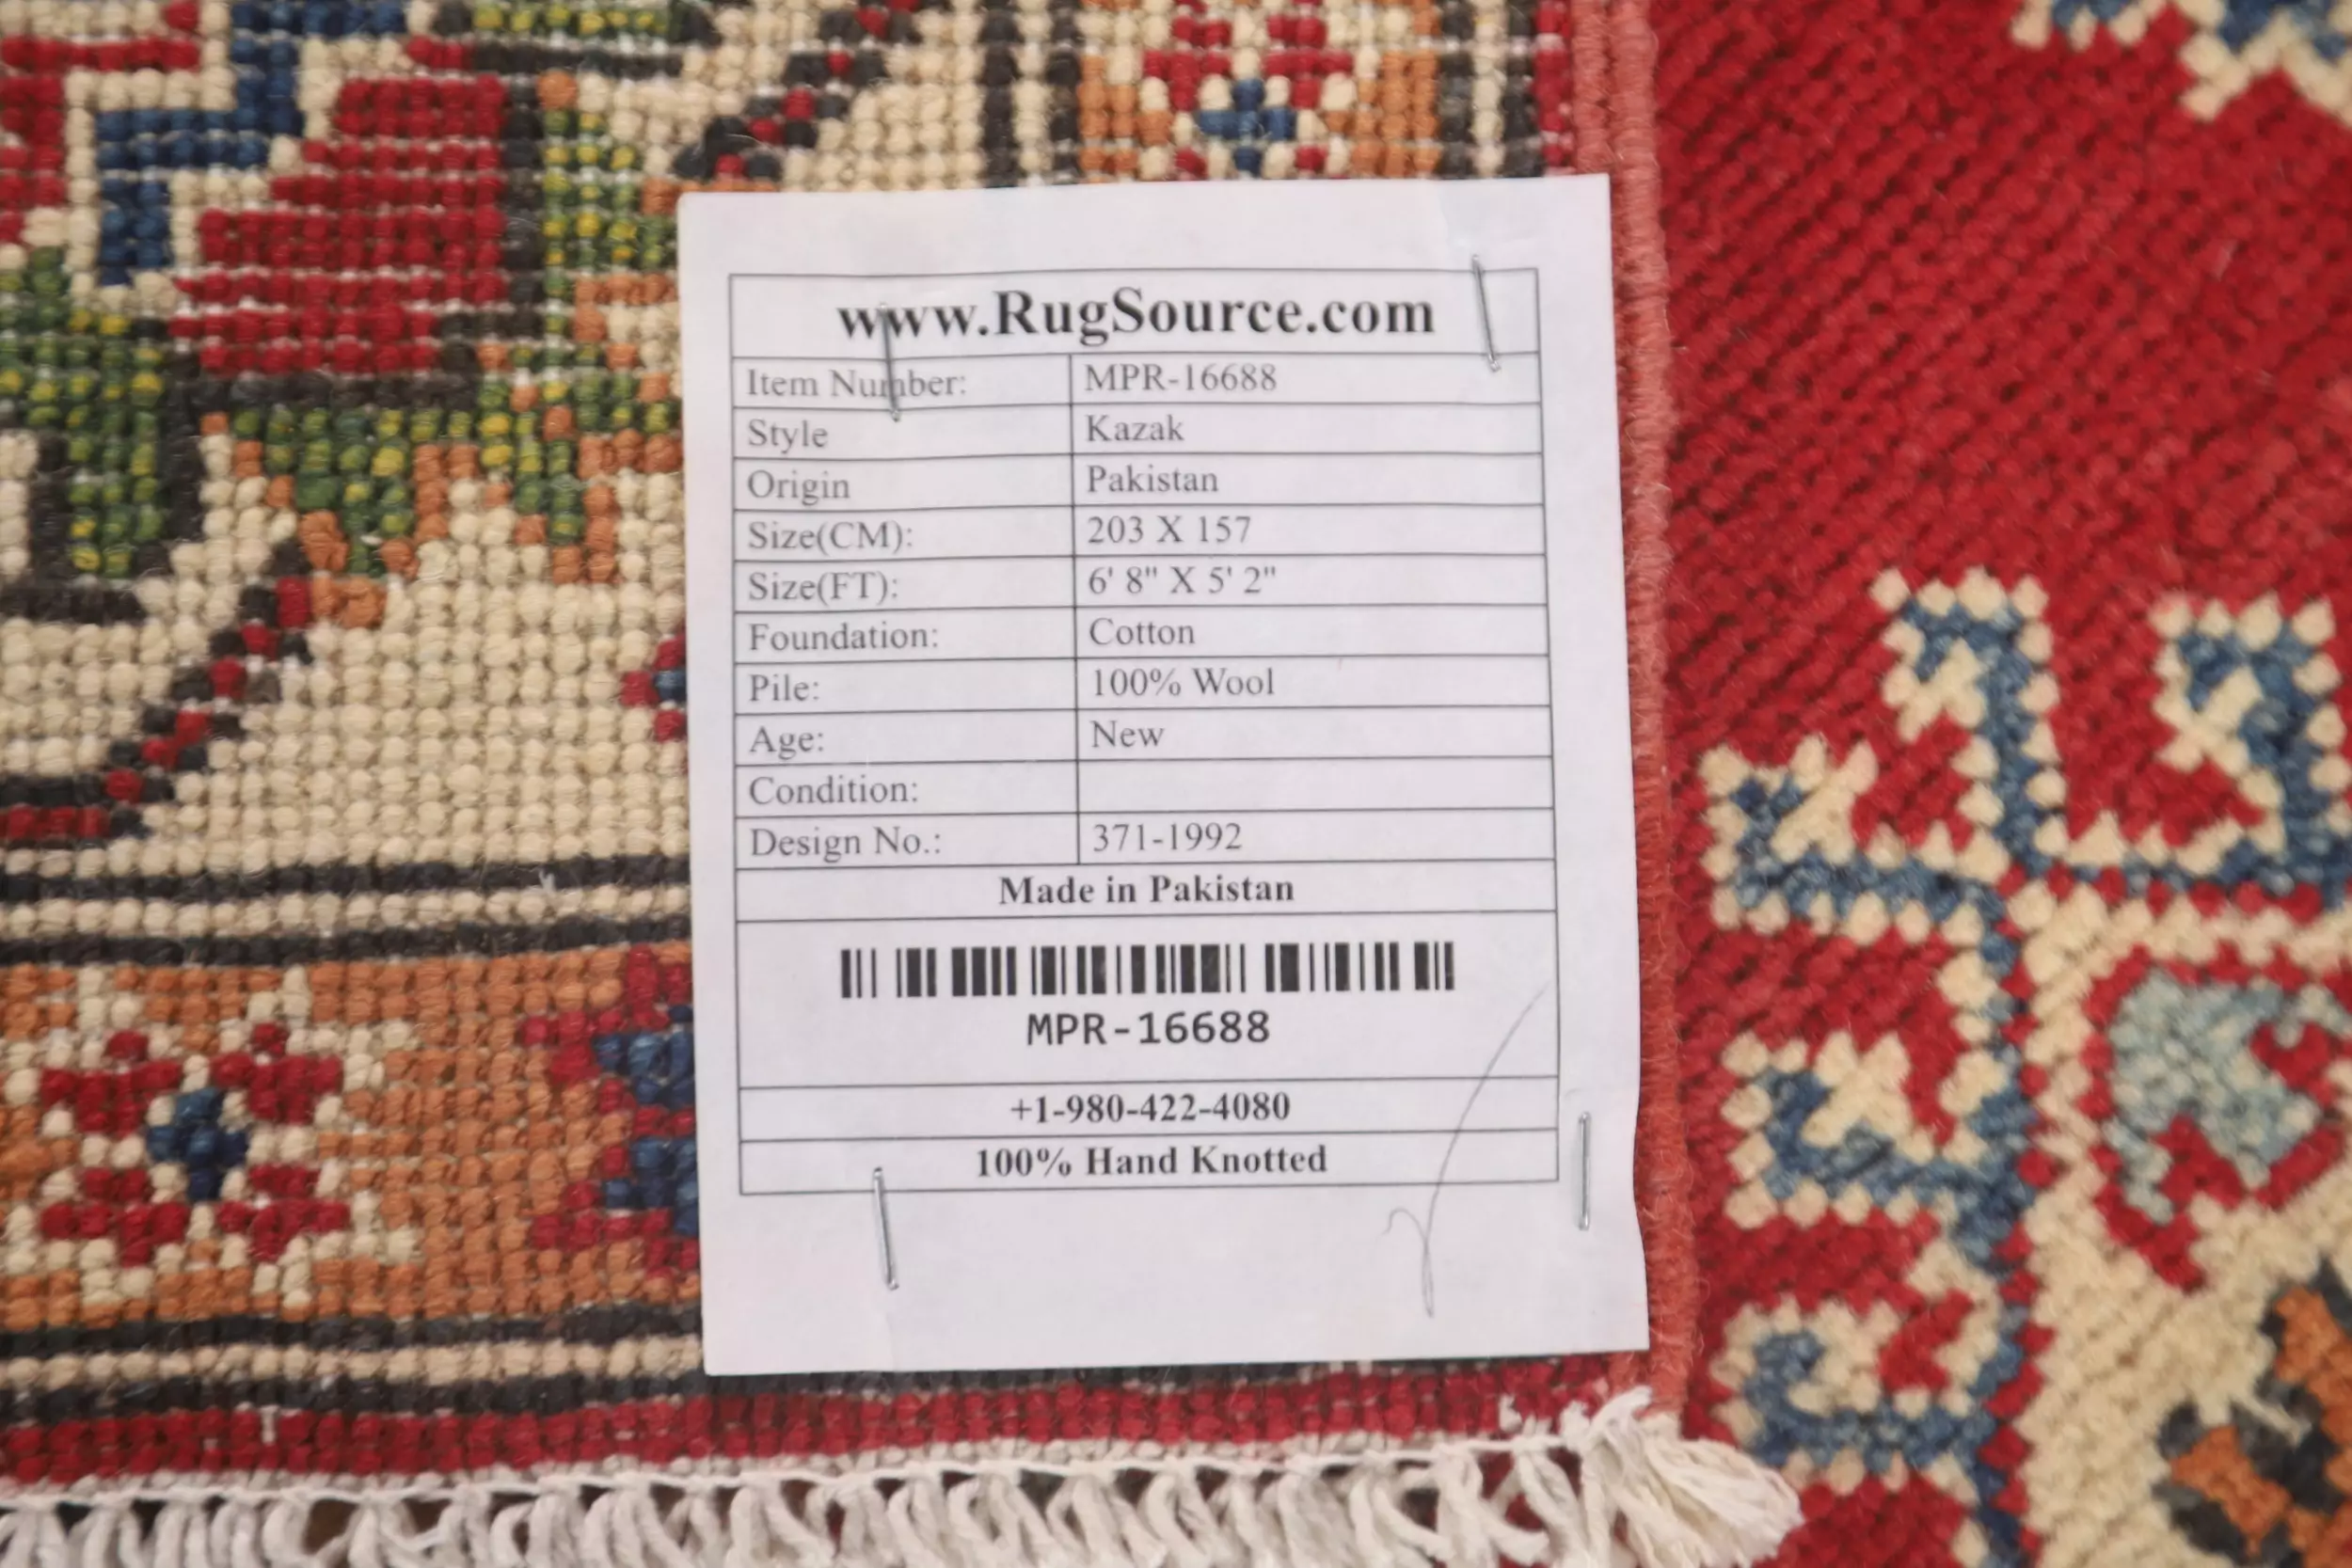 www.RugSource.com
Item Number: MPR-16688
Style Kazak
Origin Pakistan
Size(CM): 203 X 157
Size(FT): 6' 8" X 5' 2"
Foundation: Cotton
Pile: 100% Wool
Age: New
Condition:
Design No.: 371-1992
Made in Pakistan
MPR-16688
+1-980-422-4080
100% Hand Knotted